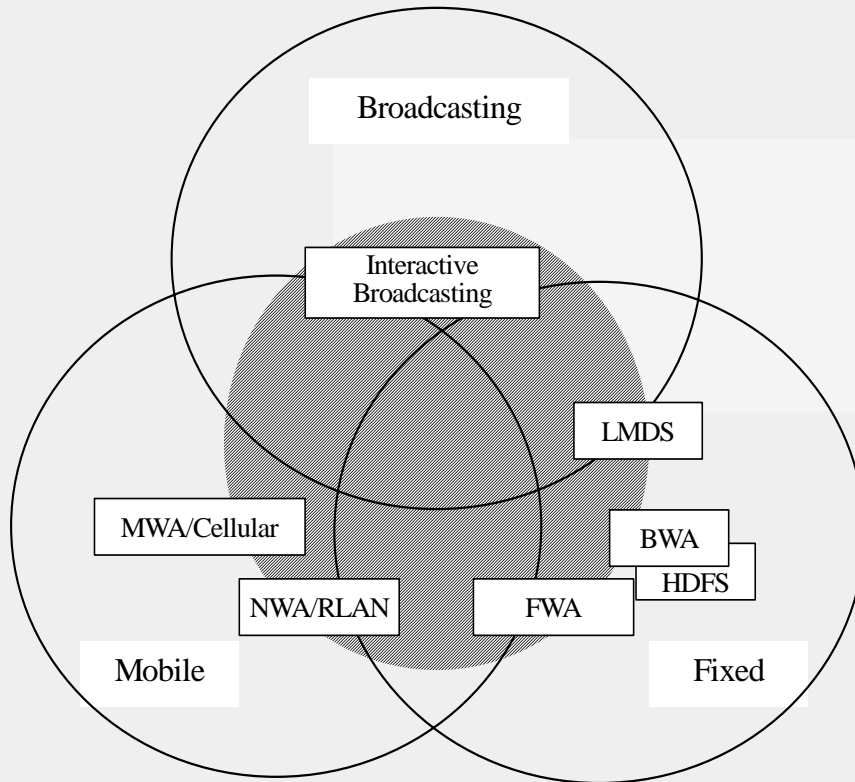 Broadcasting
Interactive
Broadcasting
LMDS
MWA/Cellular
BWA
HDFS
NWA/RLAN
FWA
Mobile
Fixed